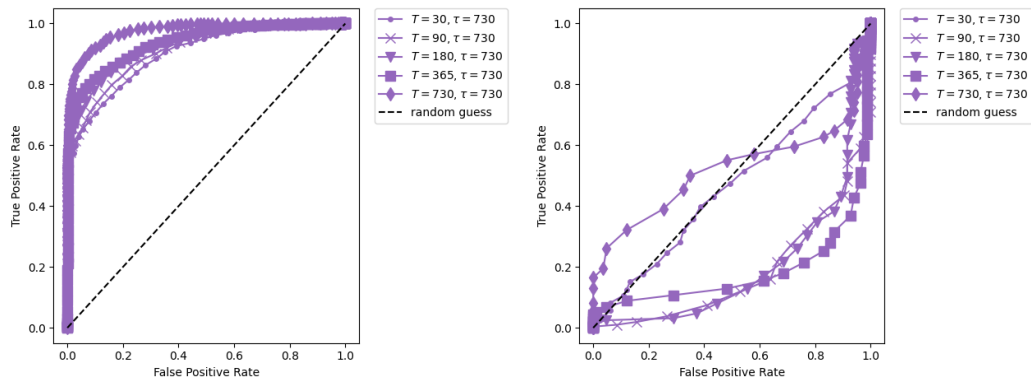 1.0
0.8
0.6
0.4
0.2
0.0
True Positive Rate
0.0 0.2 0.4 0.6 0.8 1.0
False Positive Rate
T = 30, τ = 730
T = 90, τ = 730
T = 180, τ = 730
T = 365, τ = 730
T = 730, τ = 730
random guess
1.0
0.8
0.6
0.4
0.2
0.0
True Positive Rate
0.0 0.2 0.4 0.6 0.8 1.0
False Positive Rate
T = 30, τ = 730
T = 90, τ = 730
T = 180, τ = 730
T = 365, τ = 730
T = 730, τ = 730
random guess